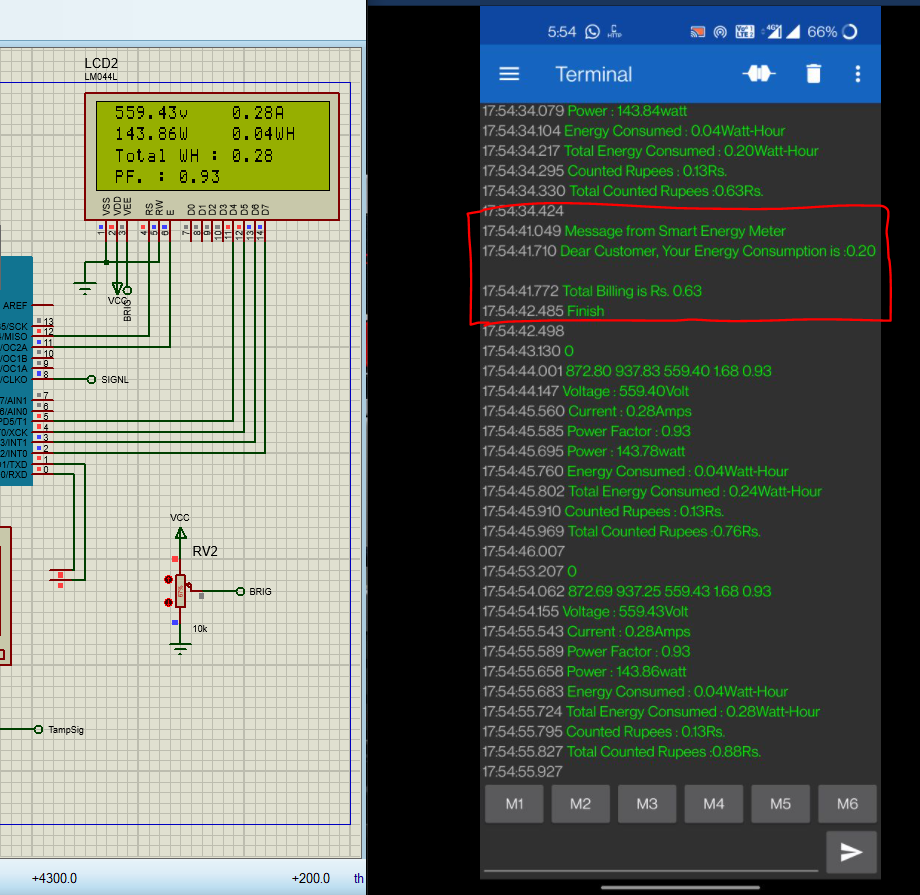 LCD2
LM044L
559.43v 0.28A
143.86W 0.04WH
Total WH : 0.28
PF. : 0.93
VSS
VDD
VEE
RS
RW
E
D0
D1
D2
D3
D4
D5
D6
D7
1
2
3
4
5
6
7
8
9
10
11
12
13
14
VCC
BRIG
AREF
5/SCK
13
/MISO
12
/OC2A
11
/OC1B
10
/OC1A
9
/CLKO
8
SIGNL
7/AIN1
7
6/AIN0
6
PD5/T1
5
0/XCK
4
3/INT1
3
2/INT0
2
1/TXD
1
0/RXD
0
VCC
RV2
BRIG
10k
TampSig
+4300.0
+200.0
th
5:54
HTTP
VoD 1
LTE 2
4G
66%
Terminal
17:54:34.079 Power : 143.84watt
17:54:34.104 Energy Consumed : 0.04Watt-Hour
17:54:34.217 Total Energy Consumed : 0.20Watt-Hour
17:54:34.295 Counted Rupees : 0.13Rs.
17:54:34.330 Total Counted Rupees :0.63Rs.
17:54:34.424
17:54:41.049 Message from Smart Energy Meter
17:54:41.710 Dear Customer, Your Energy Consumption is :0.20
17:54:41.772 Total Billing is Rs. 0.63
17:54:42.485 Finish
17:54:42.498
17:54:43.130 0
17:54:44.001 872.80 937.83 559.40 1.68 0.93
17:54:44.147 Voltage : 559.40Volt
17:54:45.560 Current : 0.28Amps
17:54:45.585 Power Factor : 0.93
17:54:45.695 Power : 143.78watt
17:54:45.760 Energy Consumed : 0.04Watt-Hour
17:54:45.802 Total Energy Consumed : 0.24Watt-Hour
17:54:45.910 Counted Rupees : 0.13Rs.
17:54:45.969 Total Counted Rupees :0.76Rs.
17:54:46.007
17:54:53.207 0
17:54:54.062 872.69 937.25 559.43 1.68 0.93
17:54:54.155 Voltage : 559.43Volt
17:54:55.543 Current : 0.28Amps
17:54:55.589 Power Factor : 0.93
17:54:55.658 Power : 143.86watt
17:54:55.683 Energy Consumed : 0.04Watt-Hour
17:54:55.724 Total Energy Consumed : 0.28Watt-Hour
17:54:55.795 Counted Rupees : 0.13Rs.
17:54:55.827 Total Counted Rupees :0.88Rs.
17:54:55.927
M1
M2
M3
M4
M5
M6